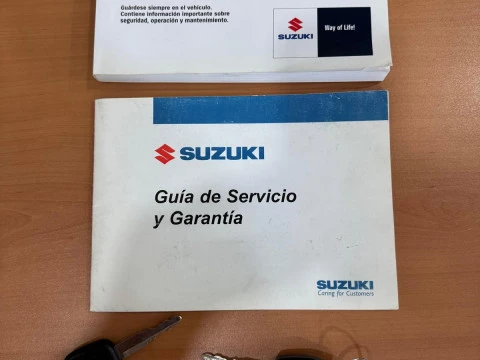 Guárdese siempre en el vehículo.
Contiene información importante sobre
seguridad, operación y mantenimiento.
SUZUKI
Way of Life!
SUZUKI
Guía de Servicio
y Garantía
SUZUKI
Caring for Customers